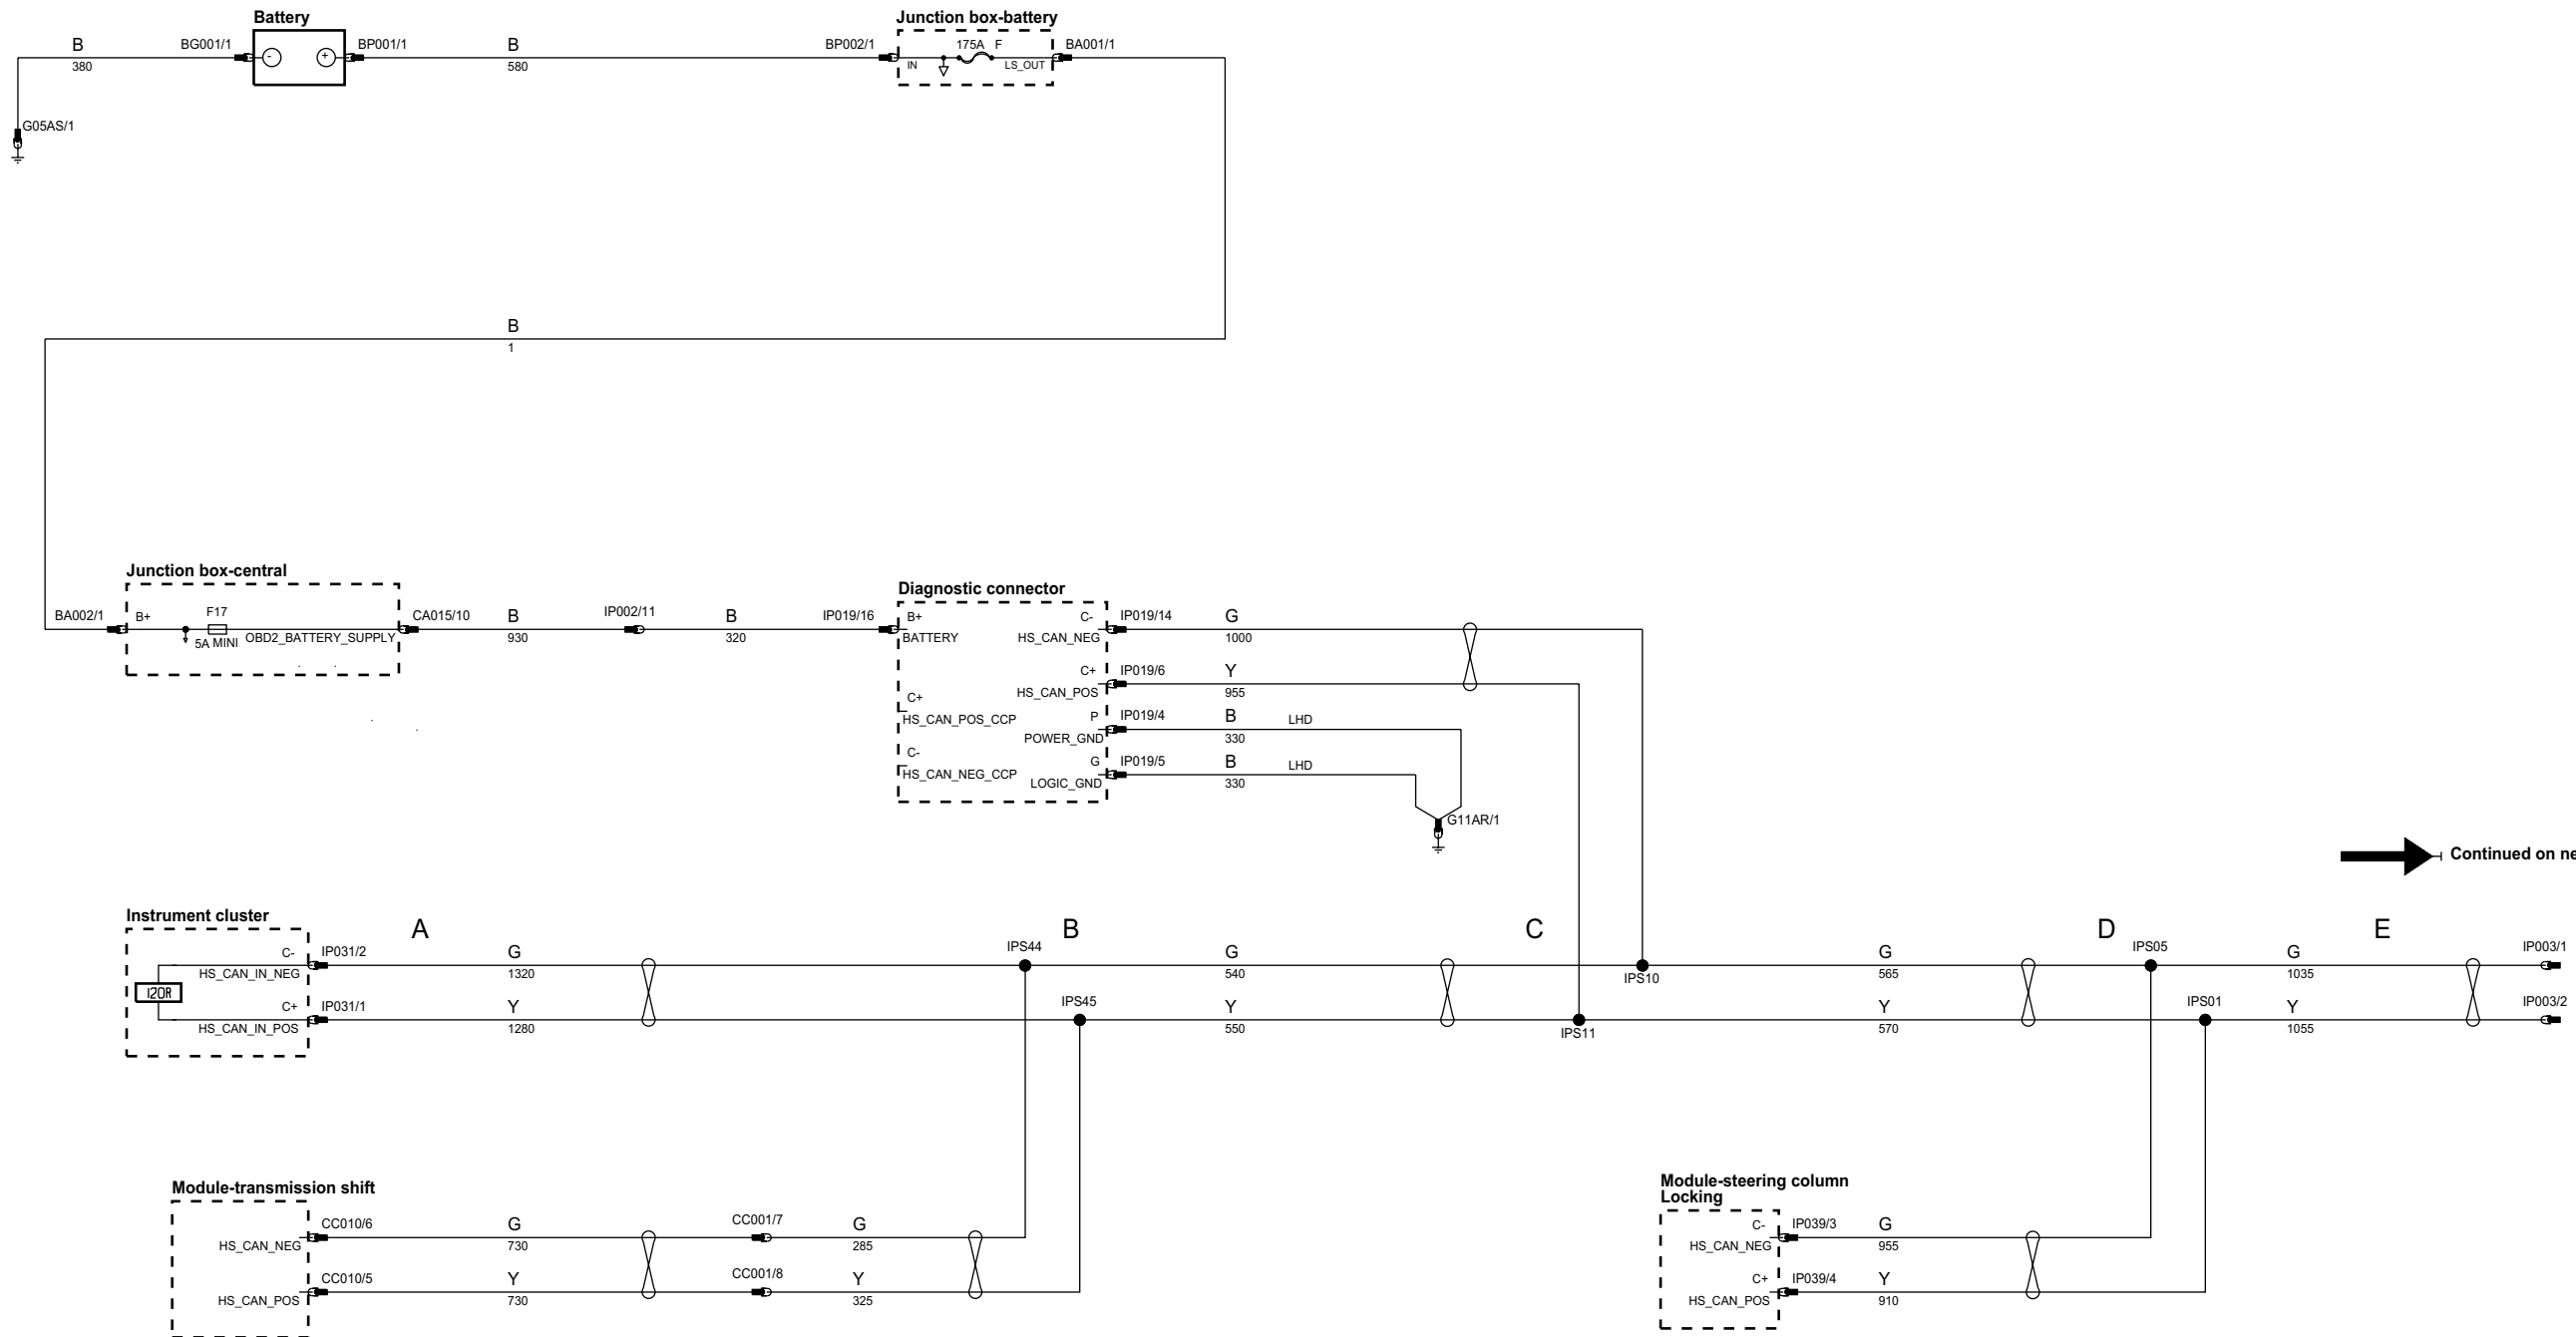 Battery
Junction box-battery
B
380
BG001/1
-
+
BP001/1
B
580
BP002/1
175A F
IN
LS_OUT
BA001/1
G05AS/1
B
1
Junction box-central
BA002/1
B+
F17
5A MINI
OBD2_BATTERY_SUPPLY
CA015/10
B
930
IP002/11
B
320
IP019/16
Diagnostic connector
B+
BATTERY
C-
HS_CAN_NEG
IP019/14
G
1000
C+
HS_CAN_POS
IP019/6
Y
955
C+
HS_CAN_POS_CCP
P
POWER_GND
IP019/4
B
330
LHD
C-
HS_CAN_NEG_CCP
G
LOGIC_GND
IP019/5
B
330
LHD
G11AR/1
Continued on ne
Instrument cluster
A
B
C
D
E
C-
HS_CAN_IN_NEG
IP031/2
G
1320
IPS44
G
540
IPS10
G
565
IPS05
G
1035
IP003/1
120R
C+
HS_CAN_IN_POS
IP031/1
Y
1280
IPS45
Y
550
IPS11
Y
570
IPS01
Y
1055
IP003/2
Module-transmission shift
HS_CAN_NEG
CC010/6
G
730
CC001/7
G
285
HS_CAN_POS
CC010/5
Y
730
CC001/8
Y
325
Module-steering column
Locking
C-
HS_CAN_NEG
IP039/3
G
955
C+
HS_CAN_POS
IP039/4
Y
910